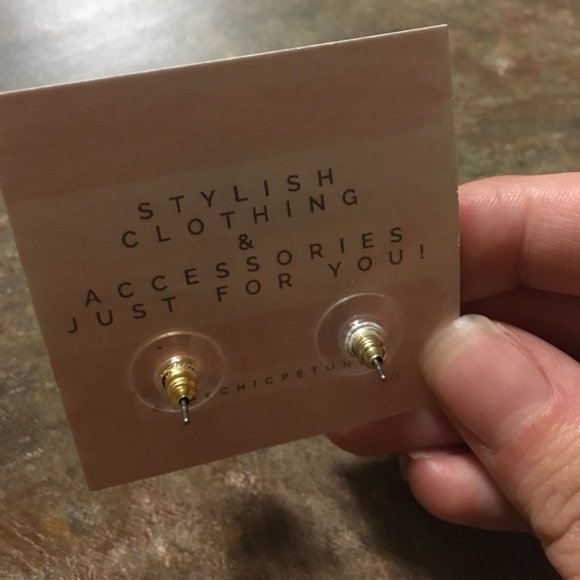 STYLISH
CLOTHING
&
ACCESSORIES
JUST FOR YOU!